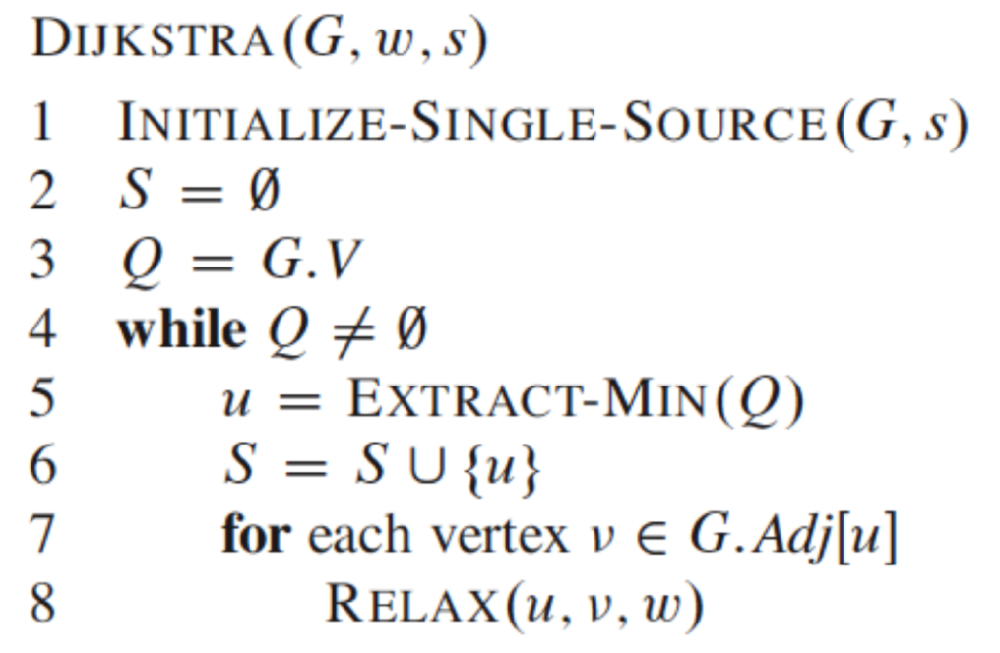 DIJKSTRA(G, w, s)
1 INITIALIZE-SINGLE-SOURCE(G, s)
2 S = ∅
3 Q = G.V
4 while Q ≠ ∅
5 u = EXTRACT-MIN(Q)
6 S = S ∪ {u}
7 for each vertex v ∈ G.Adj[u]
8 RELAX(u, v, w)